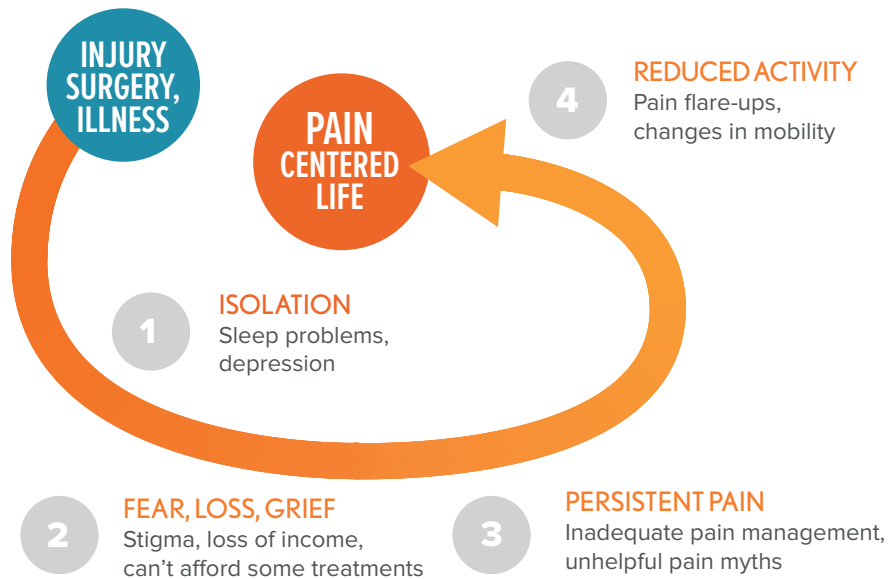 INJURY
SURGERY,
ILLNESS
PAIN
CENTERED
LIFE
1
ISOLATION
Sleep problems,
depression
2
FEAR, LOSS, GRIEF
Stigma, loss of income,
can't afford some treatments
3
PERSISTENT PAIN
Inadequate pain management,
unhelpful pain myths
4
REDUCED ACTIVITY
Pain flare-ups,
changes in mobility